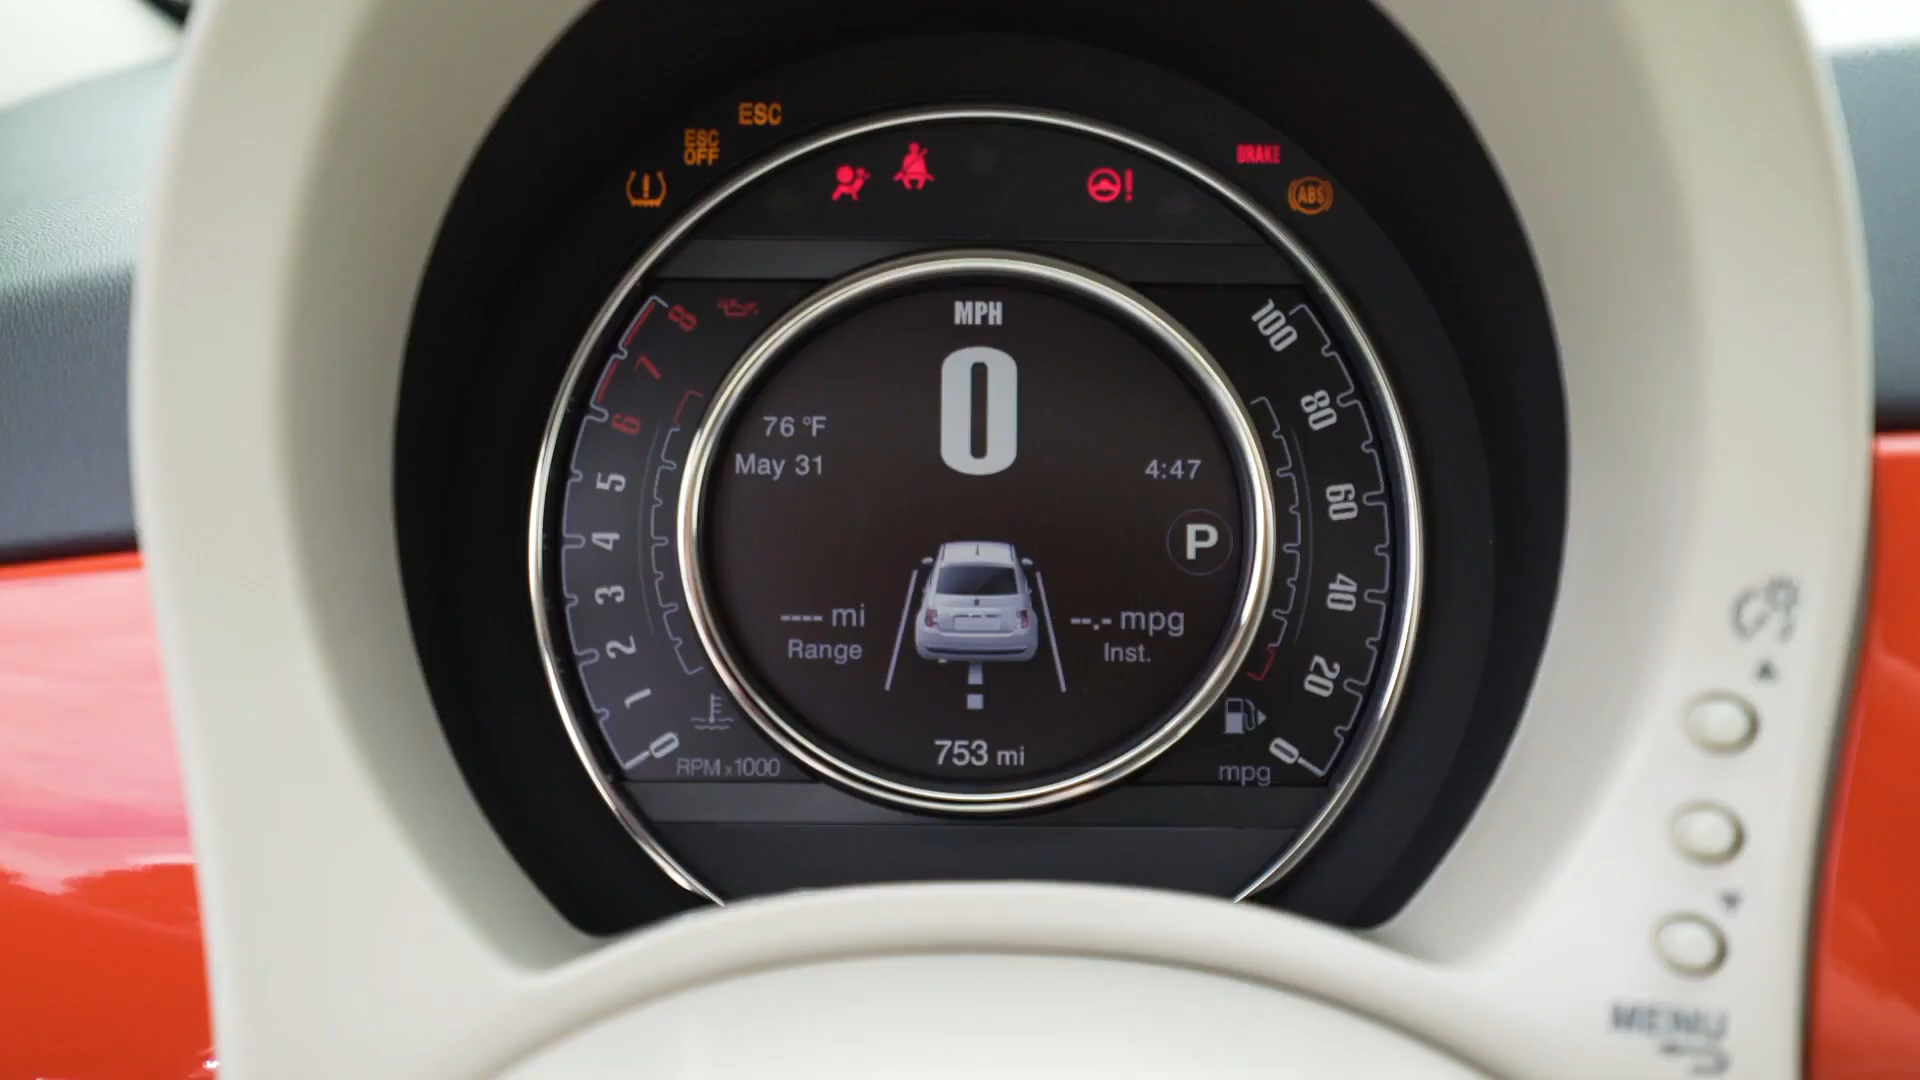 ESC
ESC
OFF
BRAKE
ABS
MPH
0
76 °F
May 31
4:47
P
---- mi
Range
--.- mpg
Inst.
753 mi
8
7
6
5
4
3
2
1
0
RPM x1000
100
80
60
40
20
0
mpg
MENU